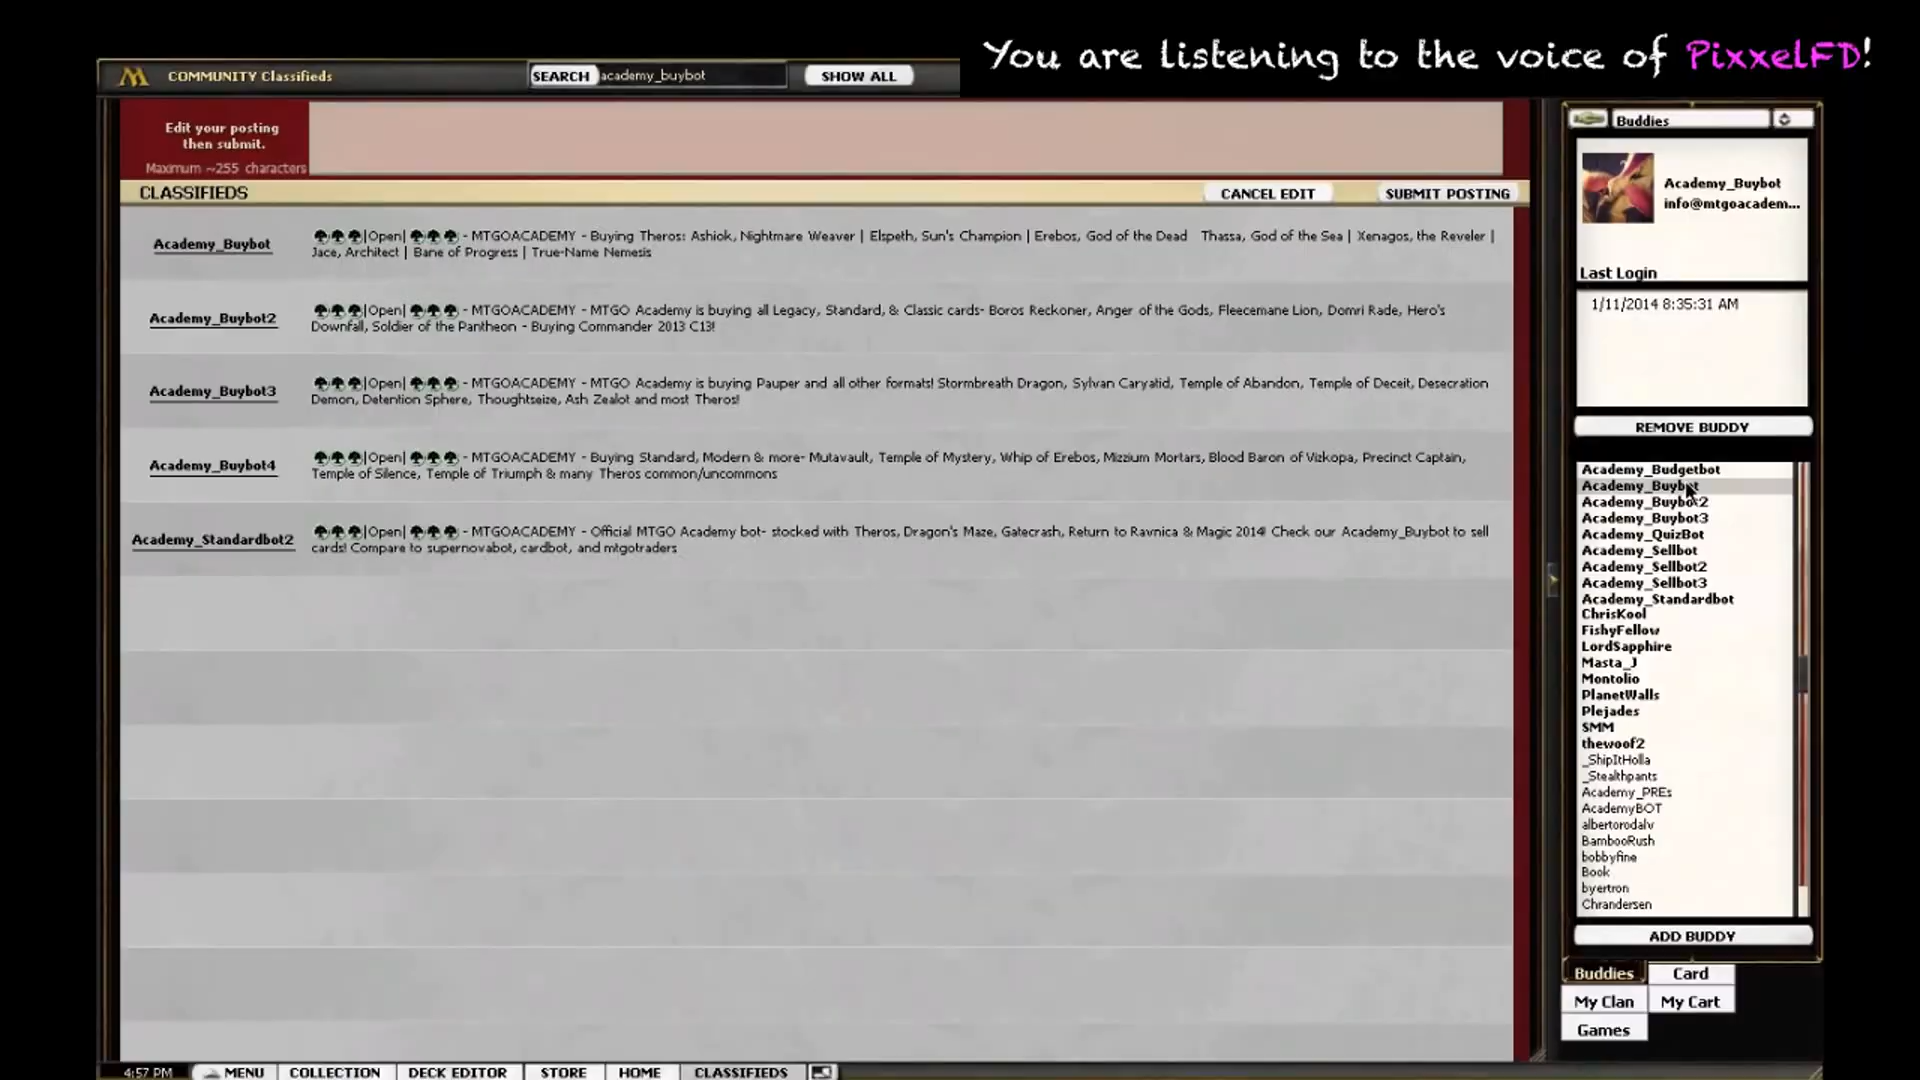 You are listening to the voice of PixxelFD!
COMMUNITY Classifieds
SEARCH academy_buybot
SHOW ALL
Edit your posting
then submit.
Maximum ~255 characters
CLASSIFIEDS
CANCEL EDIT
SUBMIT POSTING
Academy_Buybot
|Open| - MTGOACADEMY - Buying Theros: Ashiok, Nightmare Weaver | Elspeth, Sun's Champion | Erebos, God of the Dead Thassa, God of the Sea | Xenagos, the Reveler |
Jace, Architect | Bane of Progress | True-Name Nemesis
Academy_Buybot2
|Open| - MTGOACADEMY - MTGO Academy is buying all Legacy, Standard, & Classic cards- Boros Reckoner, Anger of the Gods, Fleecemane Lion, Domri Rade, Hero's
Downfall, Soldier of the Pantheon - Buying Commander 2013 C13!
Academy_Buybot3
|Open| - MTGOACADEMY - MTGO Academy is buying Pauper and all other formats! Stormbreath Dragon, Sylvan Caryatid, Temple of Abandon, Temple of Deceit, Desecration
Demon, Detention Sphere, Thoughtseize, Ash Zealot and most Theros!
Academy_Buybot4
|Open| - MTGOACADEMY - Buying Standard, Modern & more- Mutavault, Temple of Mystery, Whip of Erebos, Mizzium Mortars, Blood Baron of Vizkopa, Precinct Captain,
Temple of Silence, Temple of Triumph & many Theros common/uncommons
Academy_Standardbot2
|Open| - MTGOACADEMY - Official MTGO Academy bot- stocked with Theros, Dragon's Maze, Gatecrash, Return to Ravnica & Magic 2014! Check our Academy_Buybot to sell
cards! Compare to supernovabot, cardbot, and mtgotraders
Buddies
Academy_Buybot
info@mtgoacadem...
Last Login
1/11/2014 8:35:31 AM
REMOVE BUDDY
Academy_Budgetbot
Academy_Buybot
Academy_Buybot2
Academy_Buybot3
Academy_QuizBot
Academy_Sellbot
Academy_Sellbot2
Academy_Sellbot3
Academy_Standardbot
ChrisKool
FishyFellow
LordSapphire
Masta_J
Montolio
PlanetWalls
Plejades
SMM
thewoof2
_ShipItHolla
_Stealthpants
Academy_PREs
AcademyBOT
albertorodalv
BambooRush
bobbyfine
Book
byertron
Chrandersen
ADD BUDDY
Buddies
Card
My Clan
My Cart
Games
4:57 PM
MENU
COLLECTION
DECK EDITOR
STORE
HOME
CLASSIFIEDS